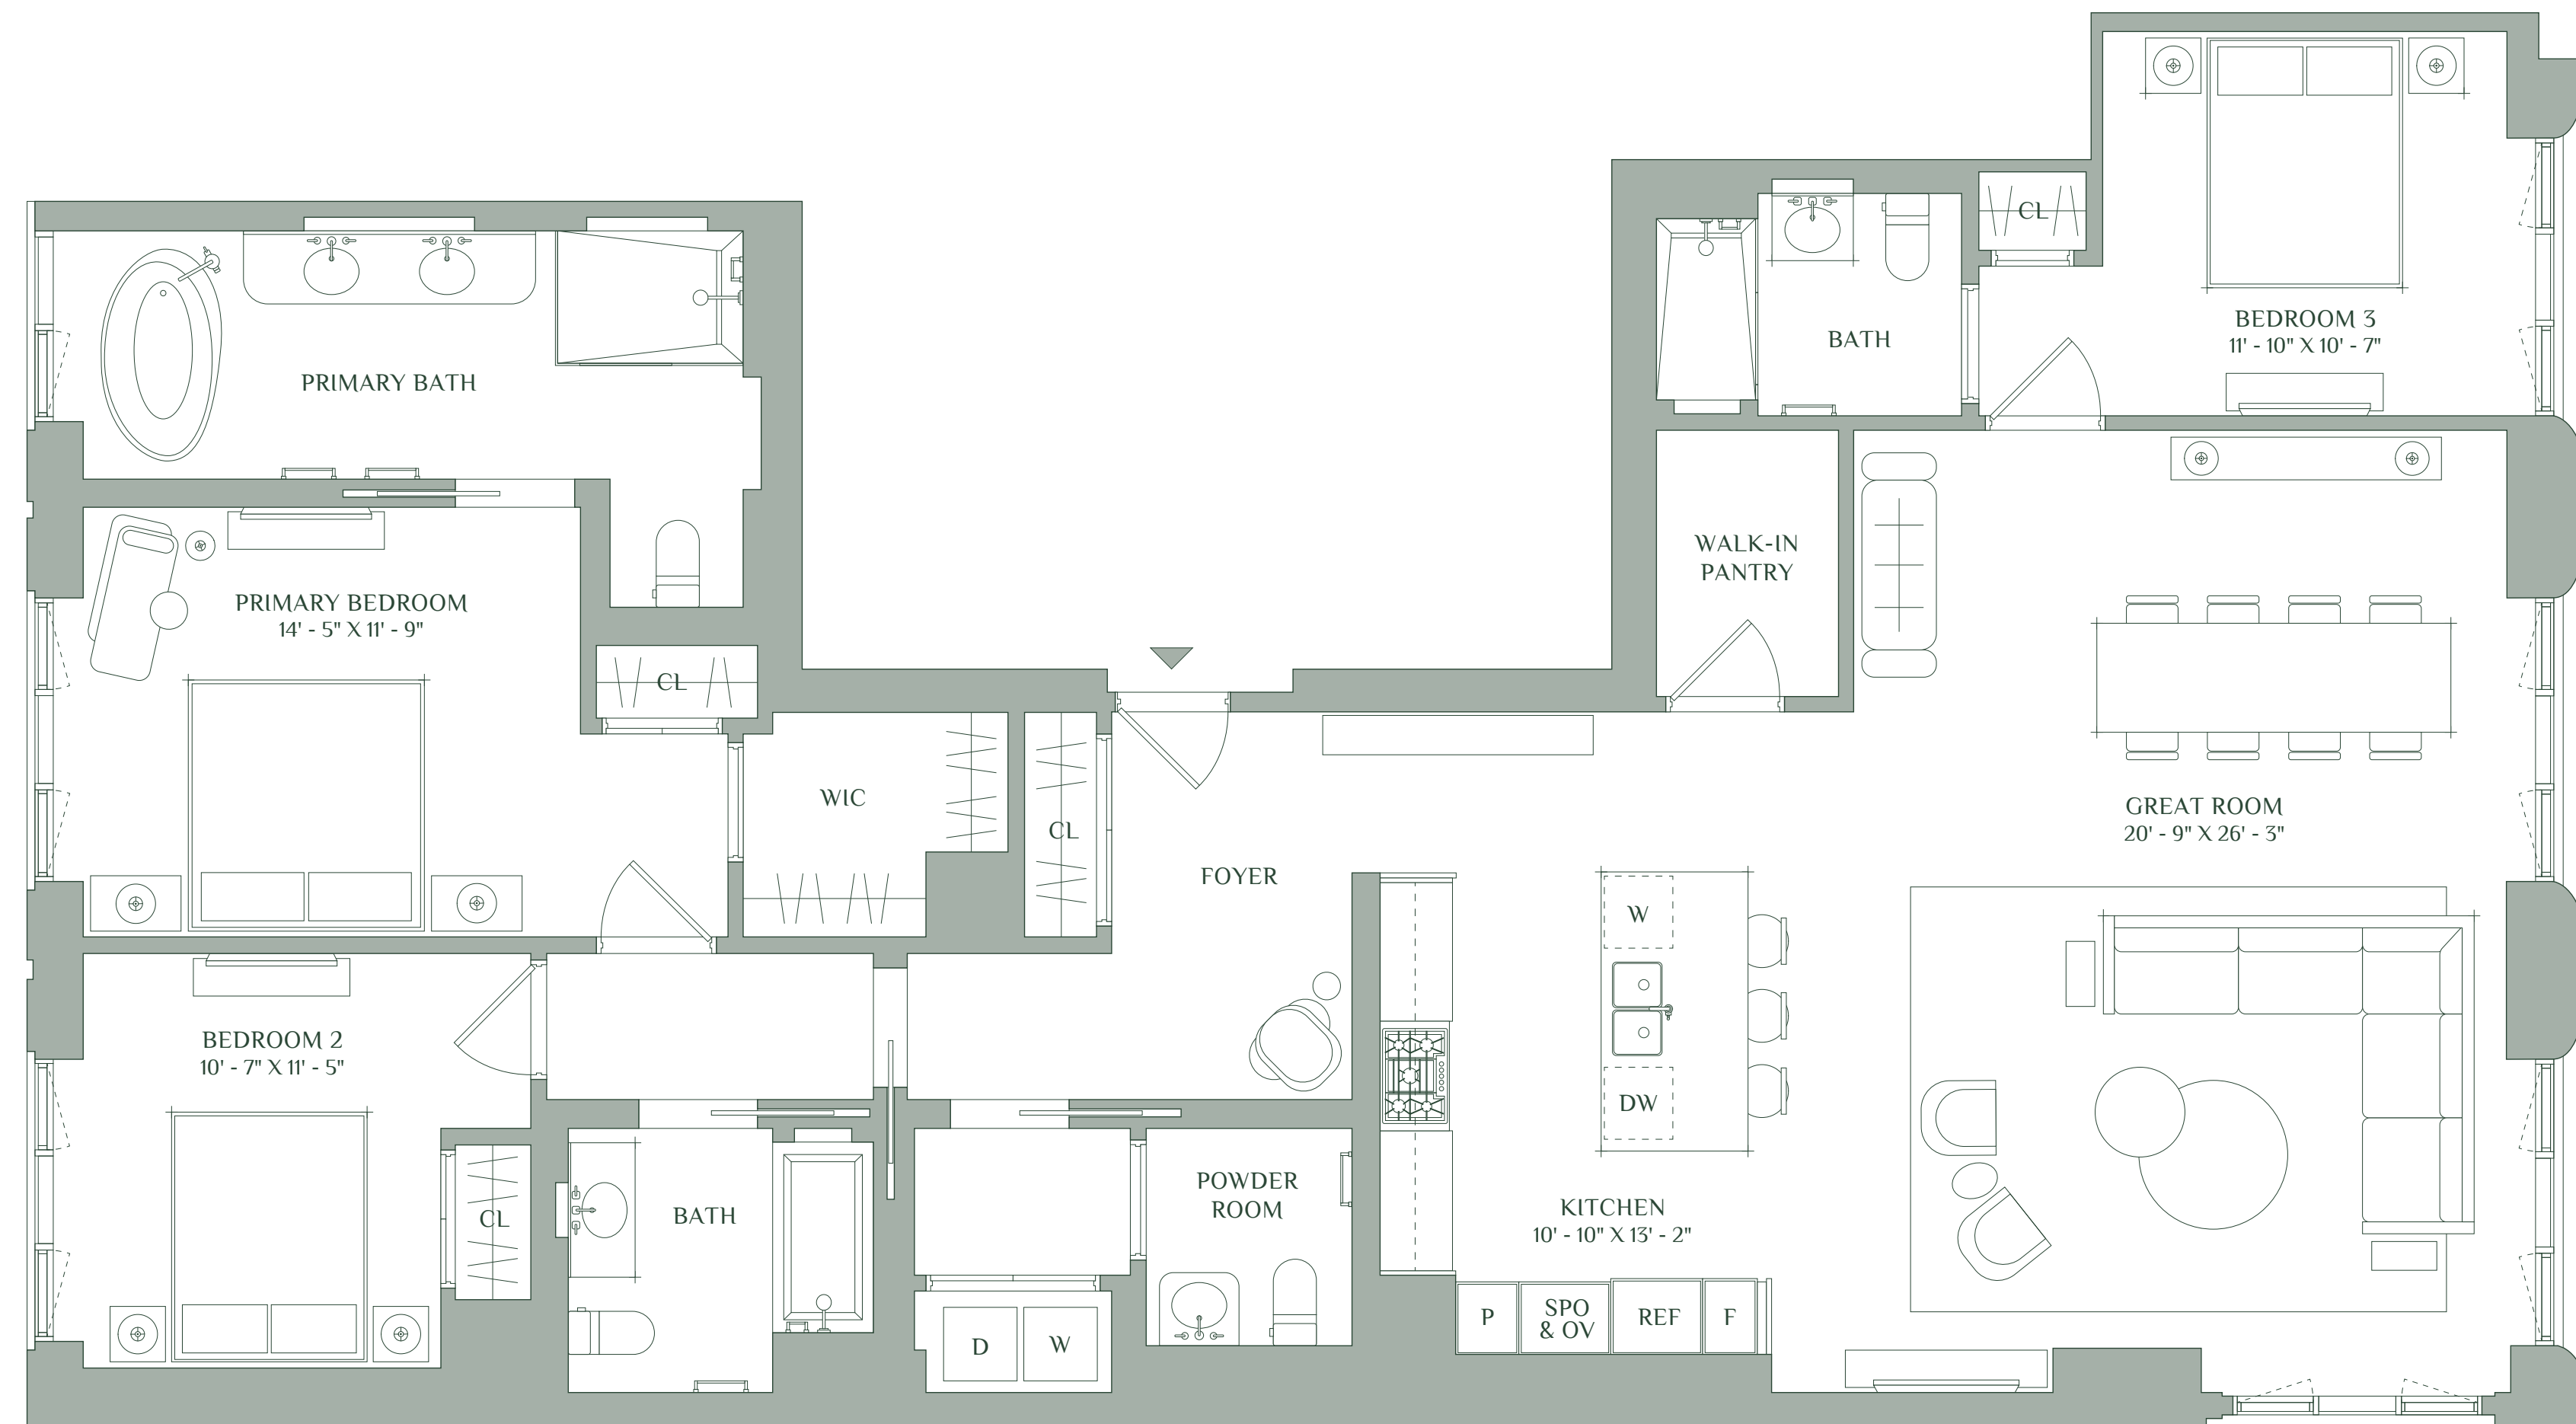 PRIMARY BATH
PRIMARY BEDROOM
14' - 5" X 11' - 9"
CL
WIC
CL
BEDROOM 2
10' - 7" X 11' - 5"
CL
BATH
D
W
POWDER
ROOM
FOYER
KITCHEN
10' - 10" X 13' - 2"
W
DW
P
SPO
& OV
REF
F
WALK-IN
PANTRY
BATH
CL
BEDROOM 3
11' - 10" X 10' - 7"
GREAT ROOM
20' - 9" X 26' - 3"